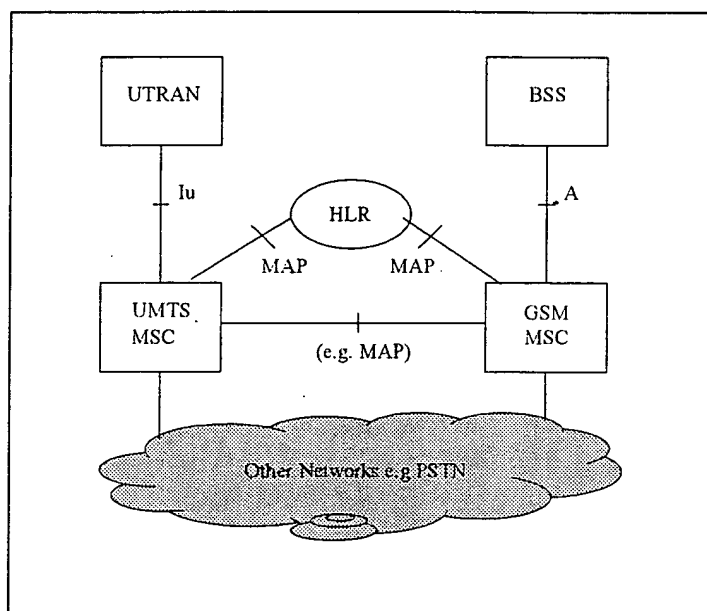 UTRAN
BSS
Iu
A
HLR
MAP
MAP
UMTS
MSC
GSM
MSC
(e.g. MAP)
Other Networks e.g PSTN